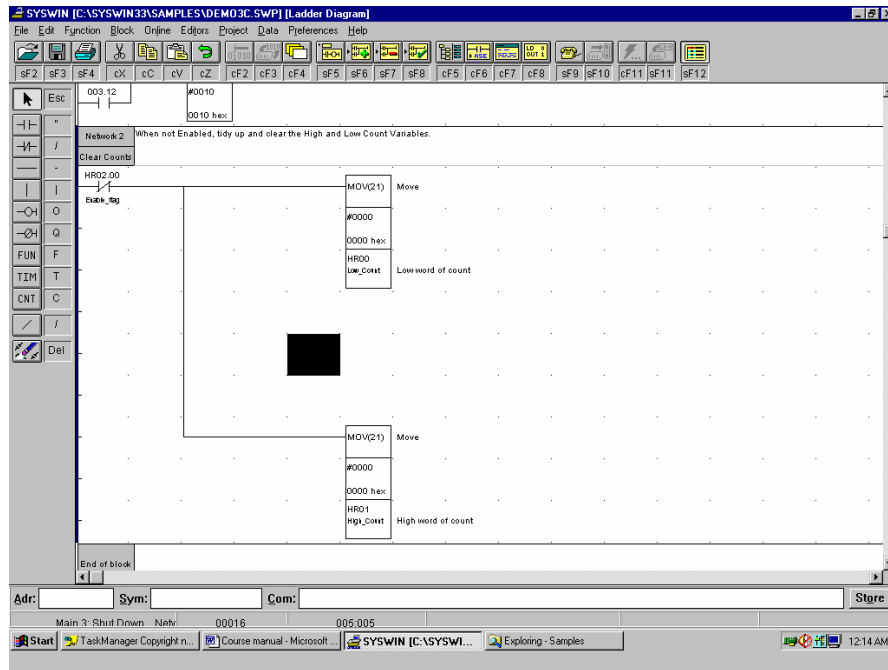 SYSWIN [C:\SYSWIN33\SAMPLES\DEMO3C.SWP] [Ladder Diagram]
File Edit Function Block Online Editors Project Data Preferences Help
sF2 sF3 sF4 cX cC cV cZ cF2 cF3 cF4 sF5 sF6 sF7 sF8 cF5 cF6 cF7 cF8 sF9 sF10 cF11 sF11 sF12
Esc
"
/
-
|
O
Q
FUN F
TIM T
CNT C
/
Del
003.12
#0010
0010 hex
Network 2
When not Enabled, tidy up and clear the High and Low Count Variables.
Clear Counts
HR02.00
Enable_flag
MOV(21) Move
#0000
0000 hex
HR00
Low_Count Low word of count
MOV(21) Move
#0000
0000 hex
HR01
High_Count High word of count
End of block
Adr: Sym: Com: Store
Main 3: Shut Down Netw 00016 005:005
Start TaskManager Copyright n... Course manual - Microsoft ... SYSWIN [C:\SYSWI... Exploring - Samples 12:14 AM